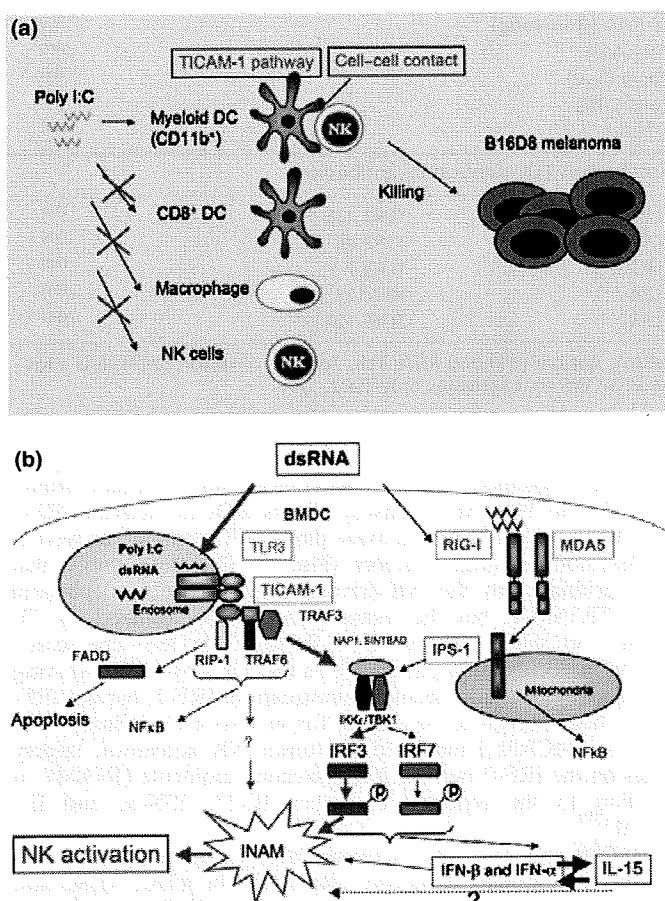 (a)
TICAM-1 pathway
Cell–cell contact
Poly I:C
Myeloid DC
(CD11b⁺)
NK
B16D8 melanoma
Killing
CD8⁺ DC
Macrophage
NK cells
NK
(b)
dsRNA
BMDC
Poly I:C
dsRNA
Endosome
TLR3
TICAM-1
RIG-I
MDA5
TRAF3
NAP1, SINTBAD
IPS-1
FADD
RIP-1
TRAF6
Mitochondria
Apoptosis
NFκB
IKKε/TBK1
NFκB
?
IRF3
IRF7
P
P
NK activation
INAM
IFN-β and IFN-α
IL-15
?